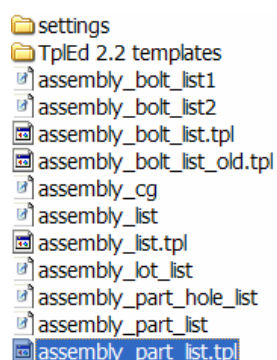 settings
TplEd 2.2 templates
assembly_bolt_list1
assembly_bolt_list2
assembly_bolt_list.tpl
assembly_bolt_list_old.tpl
assembly_cg
assembly_list
assembly_list.tpl
assembly_lot_list
assembly_part_hole_list
assembly_part_list
assembly_part_list.tpl